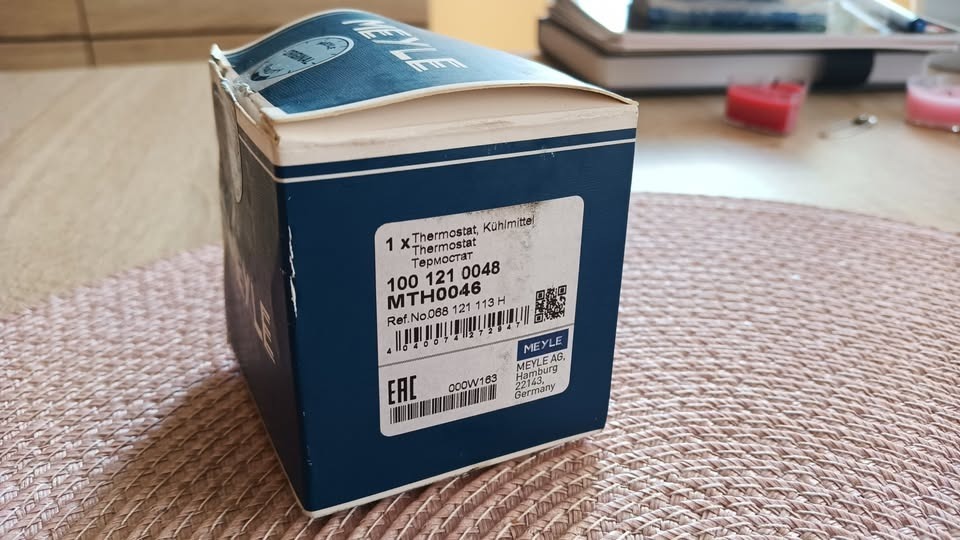 MEYLE
ORIGINAL
1 x Thermostat, Kühlmittel
Thermostat
Термостат
100 121 0048
MTH0046
Ref.No.068 121 113 H
4 040074 272947
MEYLE
MEYLE AG,
Hamburg
22143,
Germany
EAC
000W163